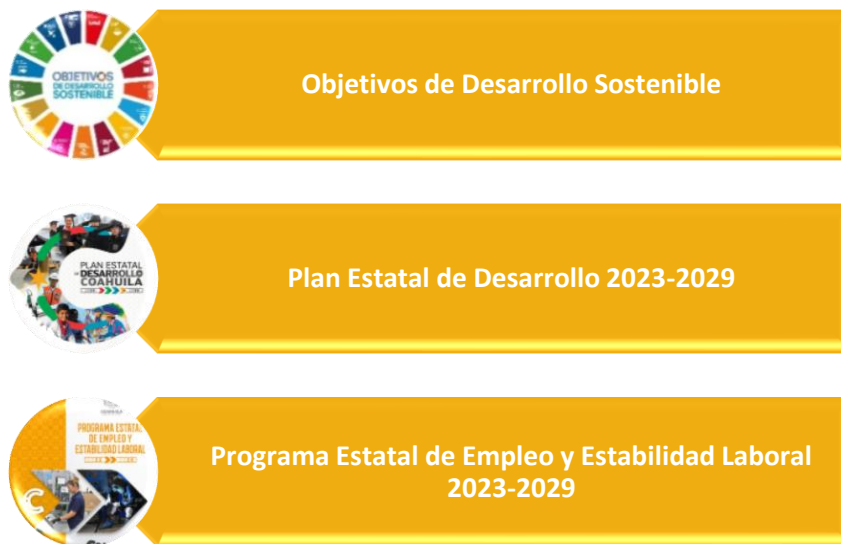 OBJETIVOS
DE DESARROLLO
SOSTENIBLE
Objetivos de Desarrollo Sostenible
PLAN ESTATAL
DE DESARROLLO
COAHUILA
Plan Estatal de Desarrollo 2023-2029
PROGRAMA ESTATAL
DE EMPLEO Y
ESTABILIDAD LABORAL
Programa Estatal de Empleo y Estabilidad Laboral
2023-2029